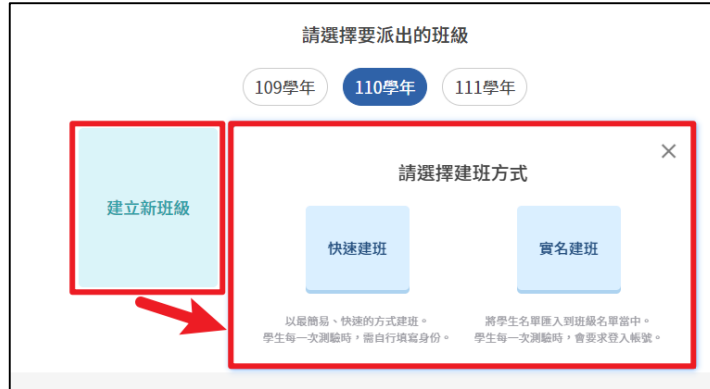 請選擇要派出的班級
109學年 110學年 111學年
建立新班級
請選擇建班方式
快速建班
實名建班
以最簡易、快速的方式建班。
學生每一次測驗時，需自行填寫身份。
將學生名單匯入到班級名單當中。
學生每一次測驗時，會要求登入帳號。